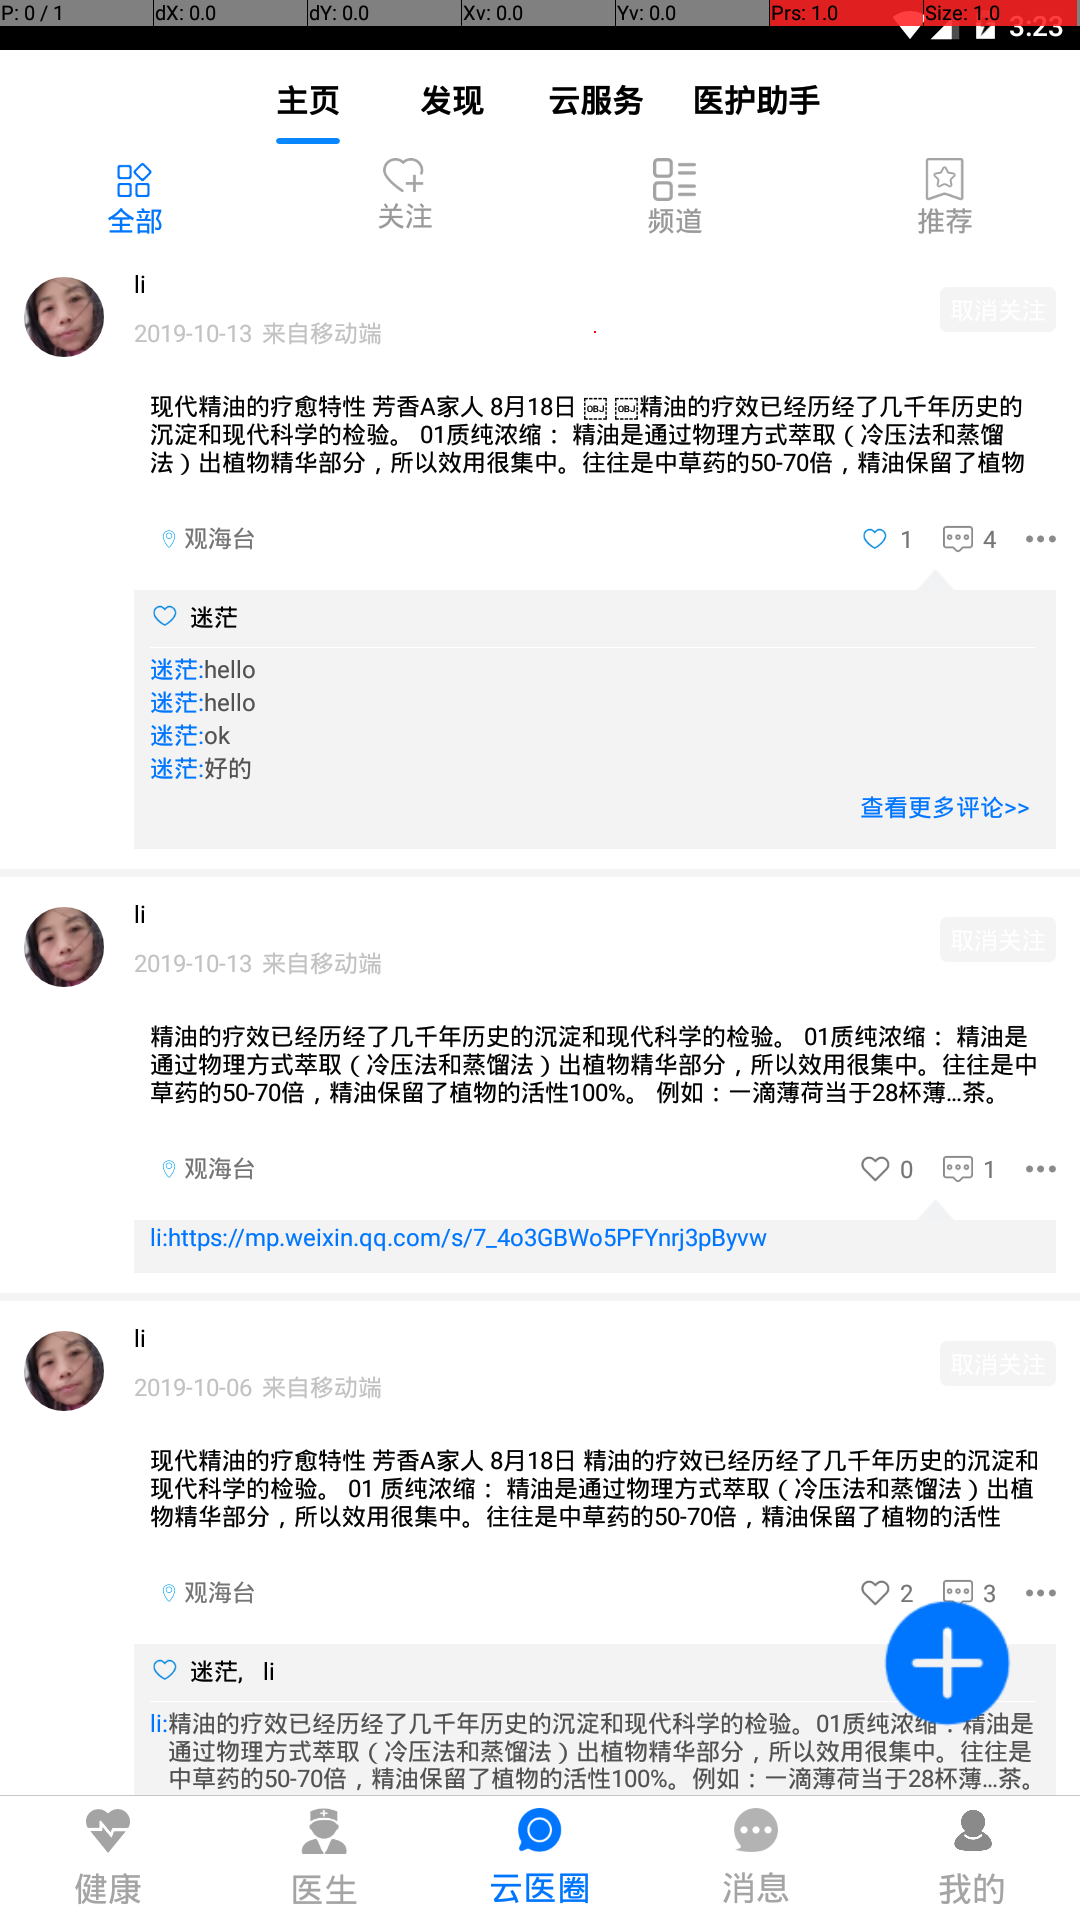 P: 0 / 1 dX: 0.0 dY: 0.0 Xv: 0.0 Yv: 0.0 Prs: 1.0 Size: 1.0
3:23
主页 发现 云服务 医护助手
全部 关注 频道 推荐
li
取消关注
2019-10-13 来自移动端
现代精油的疗愈特性 芳香A家人 8月18日 OBJ OBJ精油的疗效已经历经了几千年历史的
沉淀和现代科学的检验。 01质纯浓缩： 精油是通过物理方式萃取（冷压法和蒸馏
法）出植物精华部分，所以效用很集中。往往是中草药的50-70倍，精油保留了植物
观海台 1 4
迷茫
迷茫:hello
迷茫:hello
迷茫:ok
迷茫:好的
查看更多评论>>
li
取消关注
2019-10-13 来自移动端
精油的疗效已经历经了几千年历史的沉淀和现代科学的检验。 01质纯浓缩： 精油是
通过物理方式萃取（冷压法和蒸馏法）出植物精华部分，所以效用很集中。往往是中
草药的50-70倍，精油保留了植物的活性100%。 例如：一滴薄荷当于28杯薄...茶。
观海台 0 1
li:https://mp.weixin.qq.com/s/7_4o3GBWo5PFYnrj3pByvw
li
取消关注
2019-10-06 来自移动端
现代精油的疗愈特性 芳香A家人 8月18日 精油的疗效已经历经了几千年历史的沉淀和
现代科学的检验。 01 质纯浓缩： 精油是通过物理方式萃取（冷压法和蒸馏法）出植
物精华部分，所以效用很集中。往往是中草药的50-70倍，精油保留了植物的活性
观海台 2 3
迷茫, li
li:精油的疗效已经历经了几千年历史的沉淀和现代科学的检验。01质纯浓缩：精油是
通过物理方式萃取（冷压法和蒸馏法）出植物精华部分，所以效用很集中。往往是
中草药的50-70倍，精油保留了植物的活性100%。例如：一滴薄荷当于28杯薄...茶。
健康 医生 云医圈 消息 我的